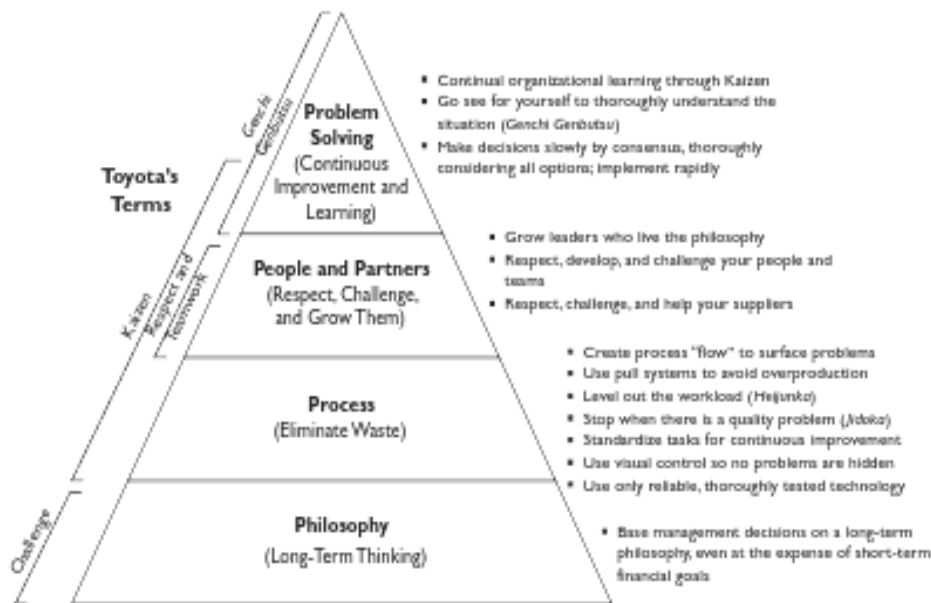 Genchi
Genbutsu
Problem
Solving
(Continuous
Improvement and
Learning)
▪ Continual organizational learning through Kaizen
▪ Go see for yourself to thoroughly understand the
situation (Genchi Genbutsu)
▪ Make decisions slowly by consensus, thoroughly
considering all options; implement rapidly
Toyota's
Terms
Kaizen
Respect and
Teamwork
People and Partners
(Respect, Challenge,
and Grow Them)
▪ Grow leaders who live the philosophy
▪ Respect, develop, and challenge your people and
teams
▪ Respect, challenge, and help your suppliers
Process
(Eliminate Waste)
▪ Create process "flow" to surface problems
▪ Use pull systems to avoid overproduction
▪ Level out the workload (Heijunka)
▪ Stop when there is a quality problem (Jidoka)
▪ Standardize tasks for continuous improvement
▪ Use visual control so no problems are hidden
▪ Use only reliable, thoroughly tested technology
Challenge
Philosophy
(Long-Term Thinking)
▪ Base management decisions on a long-term
philosophy, even at the expense of short-term
financial goals